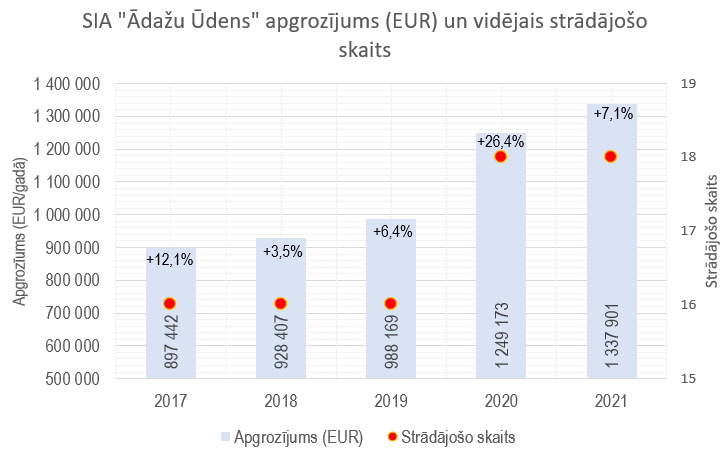 SIA "Ādažu Ūdens" apgrozījums (EUR) un vidējais strādājošo
skaits
1 400 000
1 300 000
1 200 000
1 100 000
1 000 000
900 000
800 000
700 000
600 000
500 000
Apgrozīums (EUR/gadā)
19
18
17
16
15
Strādājošo skaits
+12,1%
+3,5%
+6,4%
+26,4%
+7,1%
897 442
928 407
988 169
1 249 173
1 337 901
2017 2018 2019 2020 2021
Apgrozījums (EUR) Strādājošo skaits